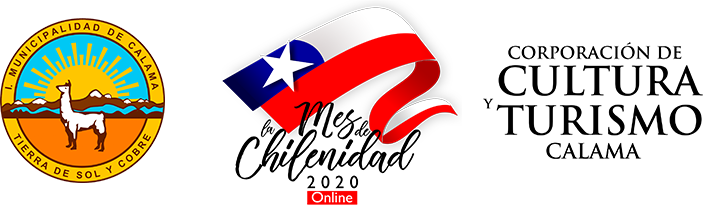 I. MUNICIPALIDAD DE CALAMA
TIERRA DE SOL Y COBRE
la Mes de
Chilenidad
2020
Online
CORPORACIÓN DE
CULTURA
Y TURISMO
CALAMA